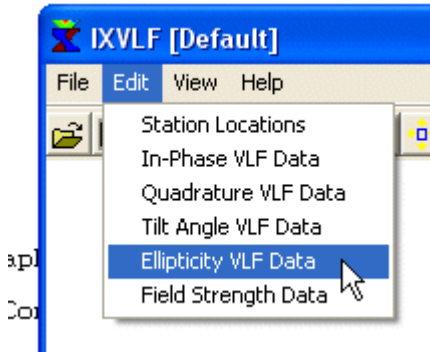 IXVLF [Default]
File Edit View Help
Station Locations
In-Phase VLF Data
Quadrature VLF Data
Tilt Angle VLF Data
Ellipticity VLF Data
Field Strength Data